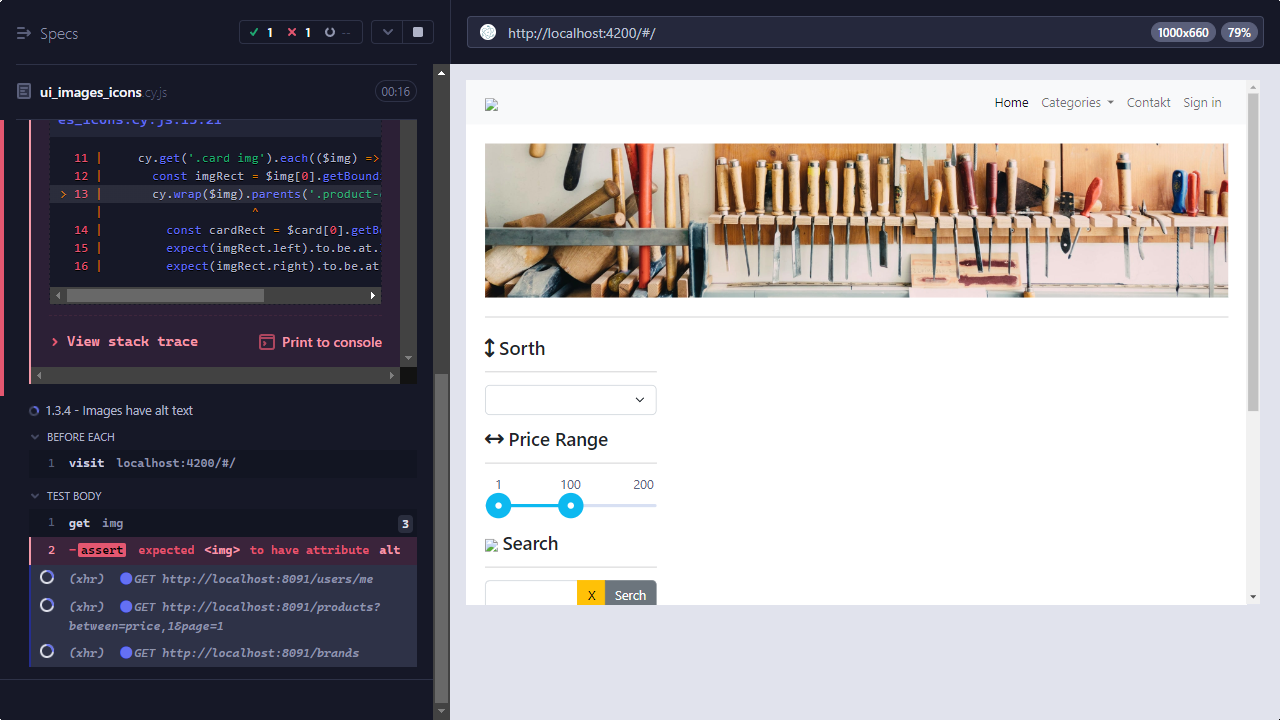 Specs
1
1
--
ui_images_icons.cy.js
00:16
es_icons.cy.js:13:21
11 | cy.get('.card img').each(($img) =>
12 | const imgRect = $img[0].getBound
> 13 | cy.wrap($img).parents('.product-
| ^
14 | const cardRect = $card[0].getB
15 | expect(imgRect.left).to.be.at.
16 | expect(imgRect.right).to.be.at
View stack trace
Print to console
1.3.4 - Images have alt text
BEFORE EACH
1 visit localhost:4200/#/
TEST BODY
1 get img 3
2 -assert expected <img> to have attribute alt
(xhr) GET http://localhost:8091/users/me
(xhr) GET http://localhost:8091/products?
between=price,1&page=1
(xhr) GET http://localhost:8091/brands
http://localhost:4200/#/
1000x660
79%
Home Categories Contakt Sign in
Sorth
Price Range
1 100 200
Search
X Serch